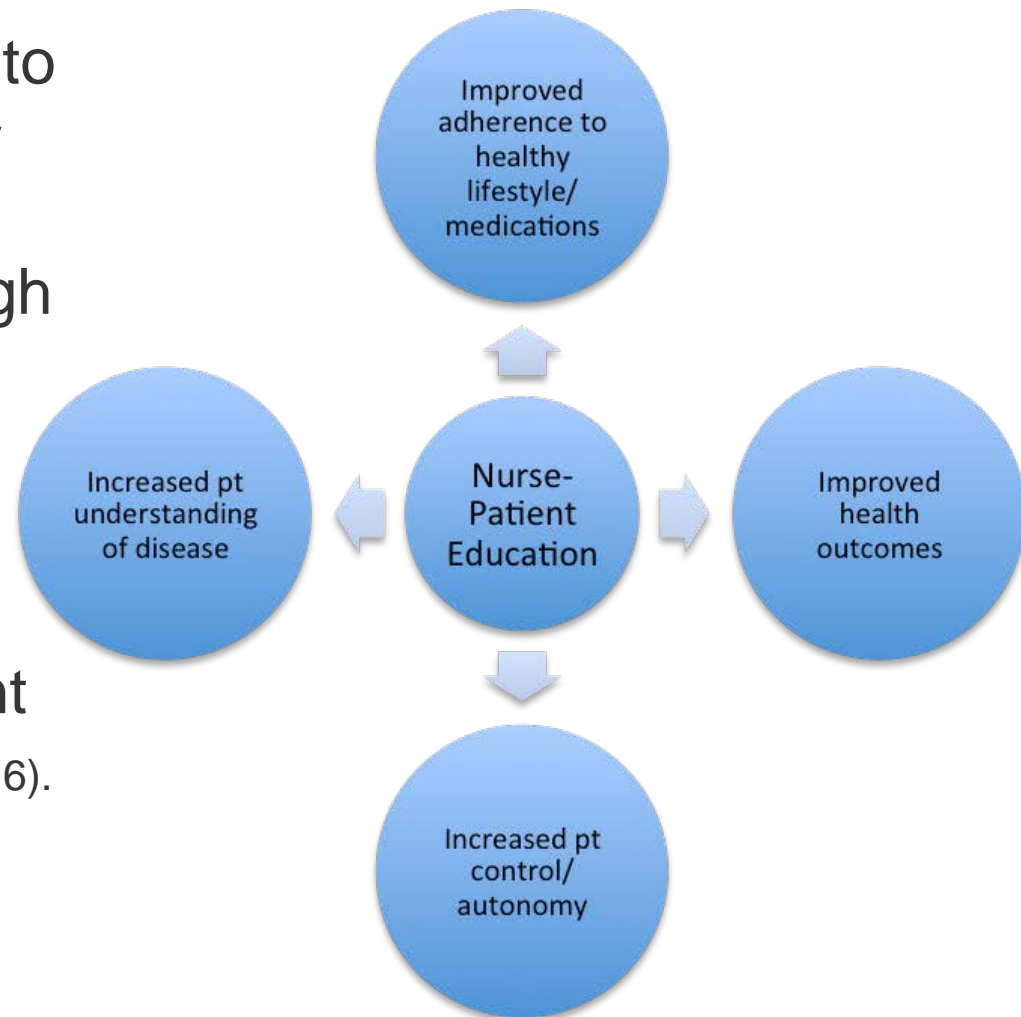 to
gh
nt
6).
Improved
adherence to
healthy
lifestyle/
medications
Increased pt
understanding
of disease
Nurse-
Patient
Education
Improved
health
outcomes
Increased pt
control/
autonomy